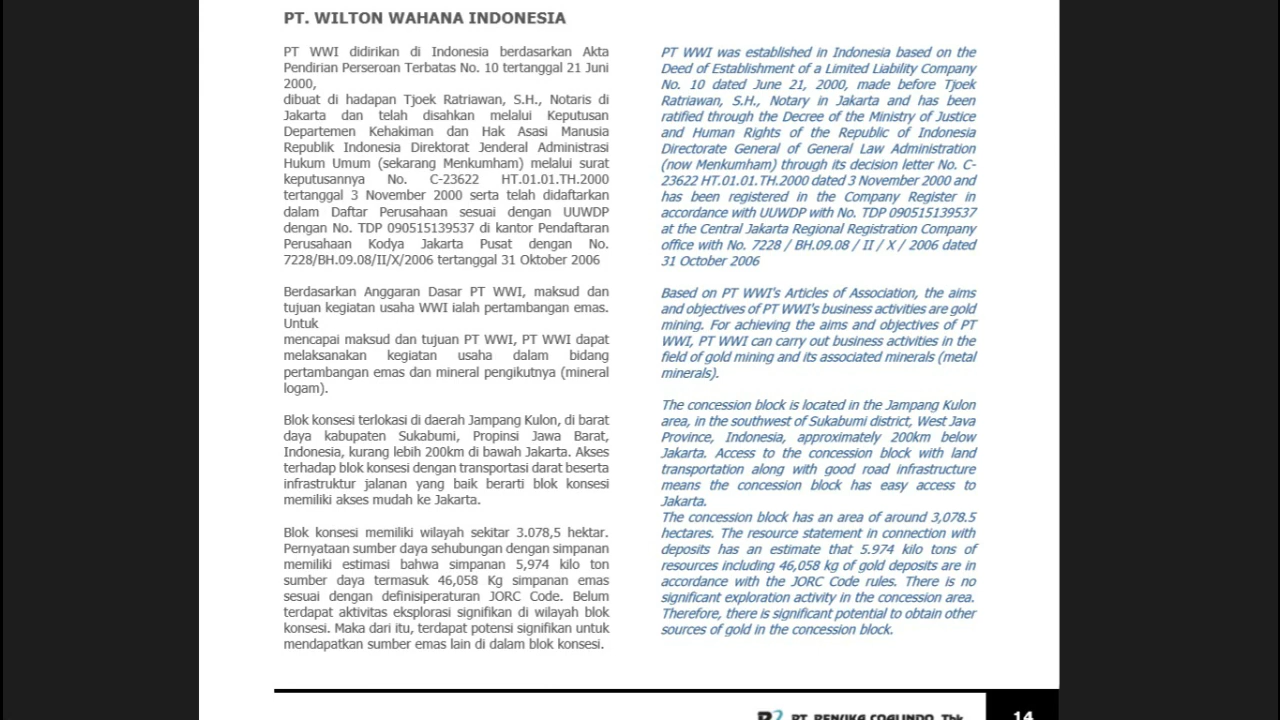 PT. WILTON WAHANA INDONESIA
PT WWI didirikan di Indonesia berdasarkan Akta
Pendirian Perseroan Terbatas No. 10 tertanggal 21 Juni
2000,
dibuat di hadapan Tjoek Ratriawan, S.H., Notaris di
Jakarta dan telah disahkan melalui Keputusan
Departemen Kehakiman dan Hak Asasi Manusia
Republik Indonesia Direktorat Jenderal Administrasi
Hukum Umum (sekarang Menkumham) melalui surat
keputusannya No. C-23622 HT.01.01.TH.2000
tertanggal 3 November 2000 serta telah didaftarkan
dalam Daftar Perusahaan sesuai dengan UUWDP
dengan No. TDP 090515139537 di kantor Pendaftaran
Perusahaan Kodya Jakarta Pusat dengan No.
7228/BH.09.08/II/X/2006 tertanggal 31 Oktober 2006
Berdasarkan Anggaran Dasar PT WWI, maksud dan
tujuan kegiatan usaha WWI ialah pertambangan emas.
Untuk
mencapai maksud dan tujuan PT WWI, PT WWI dapat
melaksanakan kegiatan usaha dalam bidang
pertambangan emas dan mineral pengikutnya (mineral
logam).
Blok konsesi terlokasi di daerah Jampang Kulon, di barat
daya kabupaten Sukabumi, Propinsi Jawa Barat,
Indonesia, kurang lebih 200km di bawah Jakarta. Akses
terhadap blok konsesi dengan transportasi darat beserta
infrastruktur jalanan yang baik berarti blok konsesi
memiliki akses mudah ke Jakarta.
Blok konsesi memiliki wilayah sekitar 3.078,5 hektar.
Pernyataan sumber daya sehubungan dengan simpanan
memiliki estimasi bahwa simpanan 5,974 kilo ton
sumber daya termasuk 46,058 Kg simpanan emas
sesuai dengan definisiperaturan JORC Code. Belum
terdapat aktivitas eksplorasi signifikan di wilayah blok
konsesi. Maka dari itu, terdapat potensi signifikan untuk
mendapatkan sumber emas lain di dalam blok konsesi.
PT WWI was established in Indonesia based on the
Deed of Establishment of a Limited Liability Company
No. 10 dated June 21, 2000, made before Tjoek
Ratriawan, S.H., Notary in Jakarta and has been
ratified through the Decree of the Ministry of Justice
and Human Rights of the Republic of Indonesia
Directorate General of General Law Administration
(now Menkumham) through its decision letter No. C-
23622 HT.01.01.TH.2000 dated 3 November 2000 and
has been registered in the Company Register in
accordance with UUWDP with No. TDP 090515139537
at the Central Jakarta Regional Registration Company
office with No. 7228 / BH.09.08 / II / X / 2006 dated
31 October 2006
Based on PT WWI's Articles of Association, the aims
and objectives of PT WWI's business activities are gold
mining. For achieving the aims and objectives of PT
WWI, PT WWI can carry out business activities in the
field of gold mining and its associated minerals (metal
minerals).
The concession block is located in the Jampang Kulon
area, in the southwest of Sukabumi district, West Java
Province, Indonesia, approximately 200km below
Jakarta. Access to the concession block with land
transportation along with good road infrastructure
means the concession block has easy access to
Jakarta.
The concession block has an area of around 3,078.5
hectares. The resource statement in connection with
deposits has an estimate that 5.974 kilo tons of
resources including 46,058 kg of gold deposits are in
accordance with the JORC Code rules. There is no
significant exploration activity in the concession area.
Therefore, there is significant potential to obtain other
sources of gold in the concession block.
PT. RENUKA COALINDO, Tbk
14